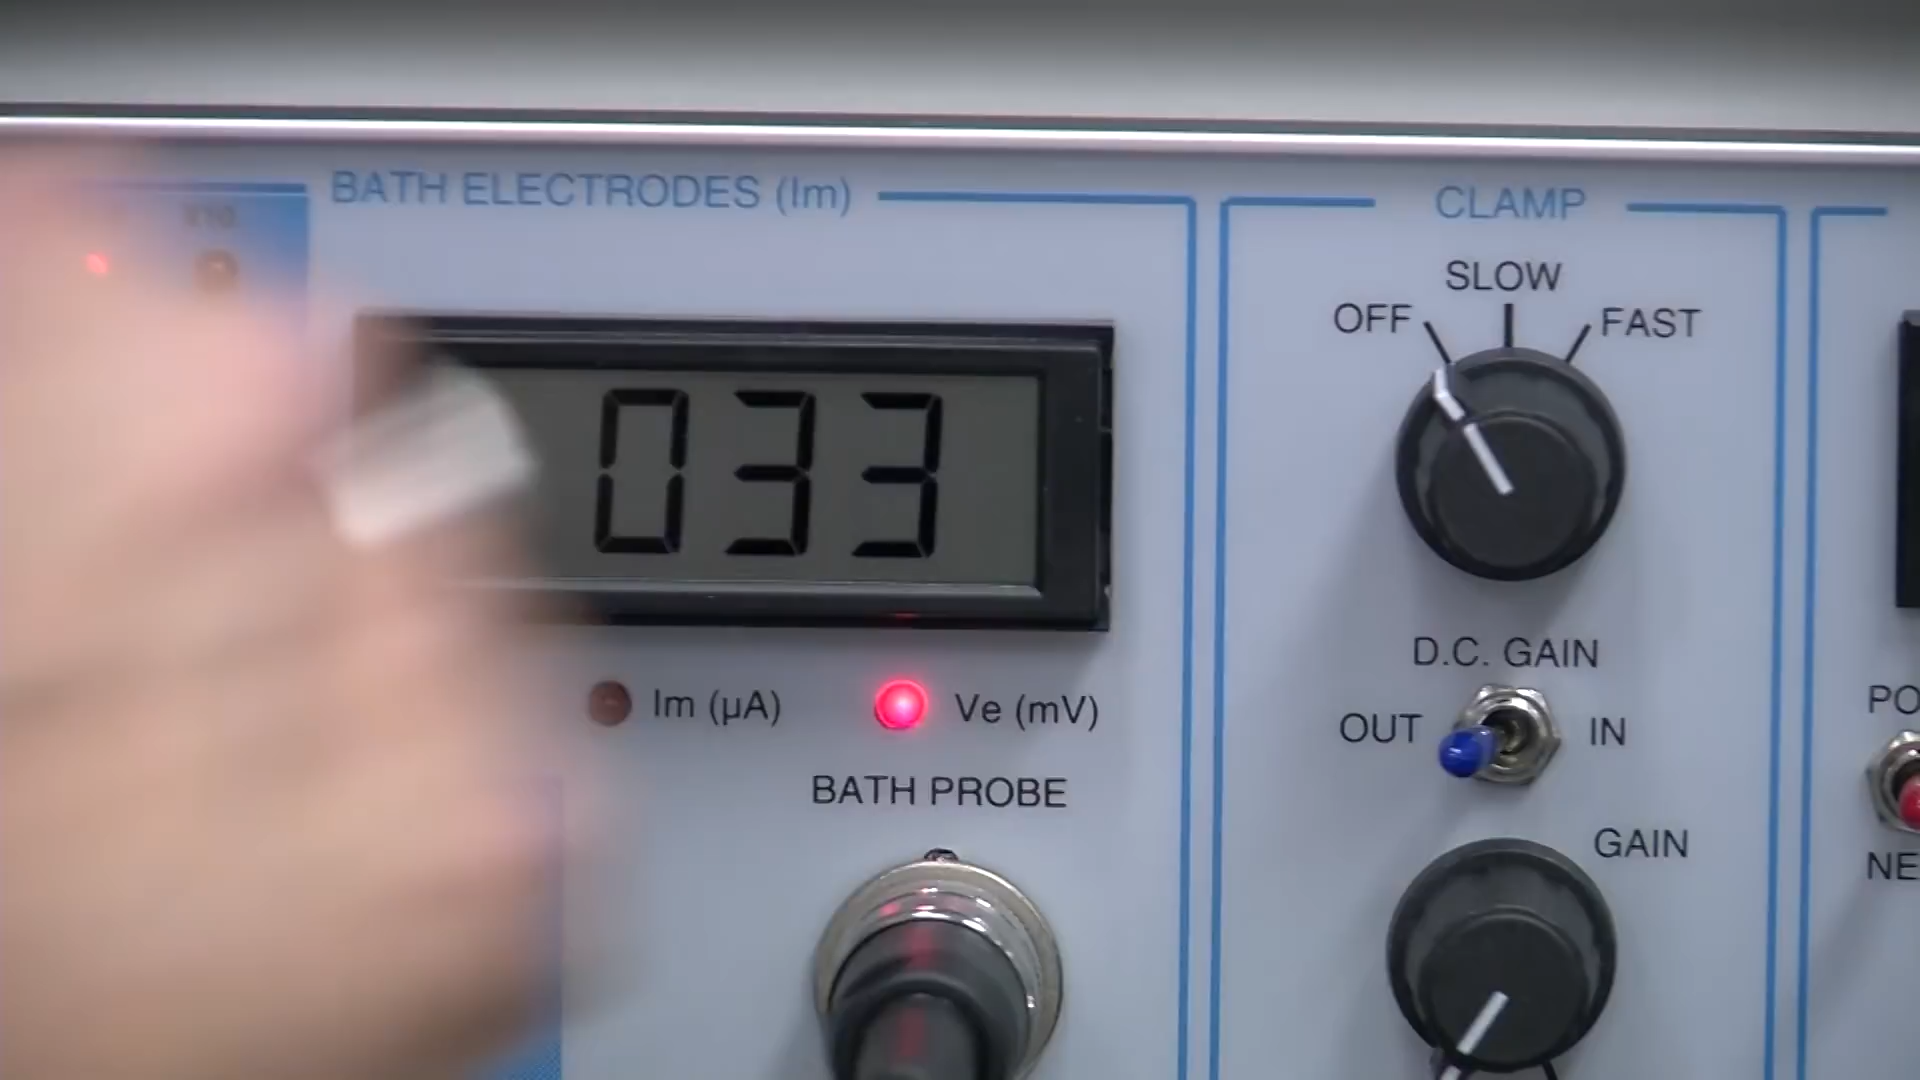 BATH ELECTRODES (Im)
CLAMP
SLOW
OFF
FAST
033
D.C. GAIN
Im (µA)
Ve (mV)
OUT
IN
BATH PROBE
GAIN